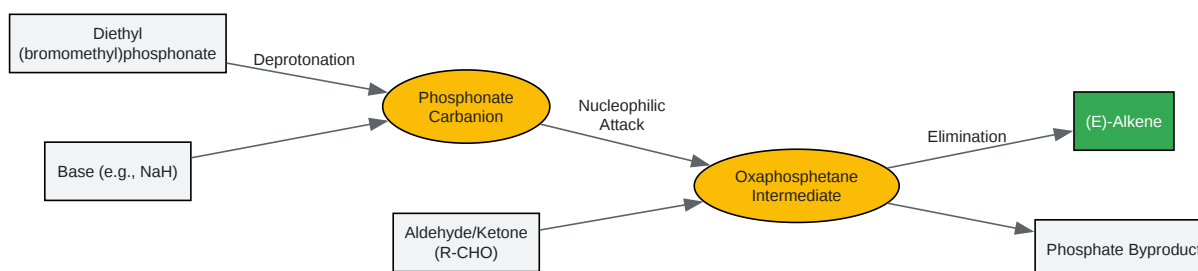 Diethyl
(bromomethyl)phosphonate
Deprotonation
Base (e.g., NaH)
Phosphonate
Carbanion
Nucleophilic
Attack
Aldehyde/Ketone
(R-CHO)
Oxaphosphetane
Intermediate
Elimination
(E)-Alkene
Phosphate Byproduct